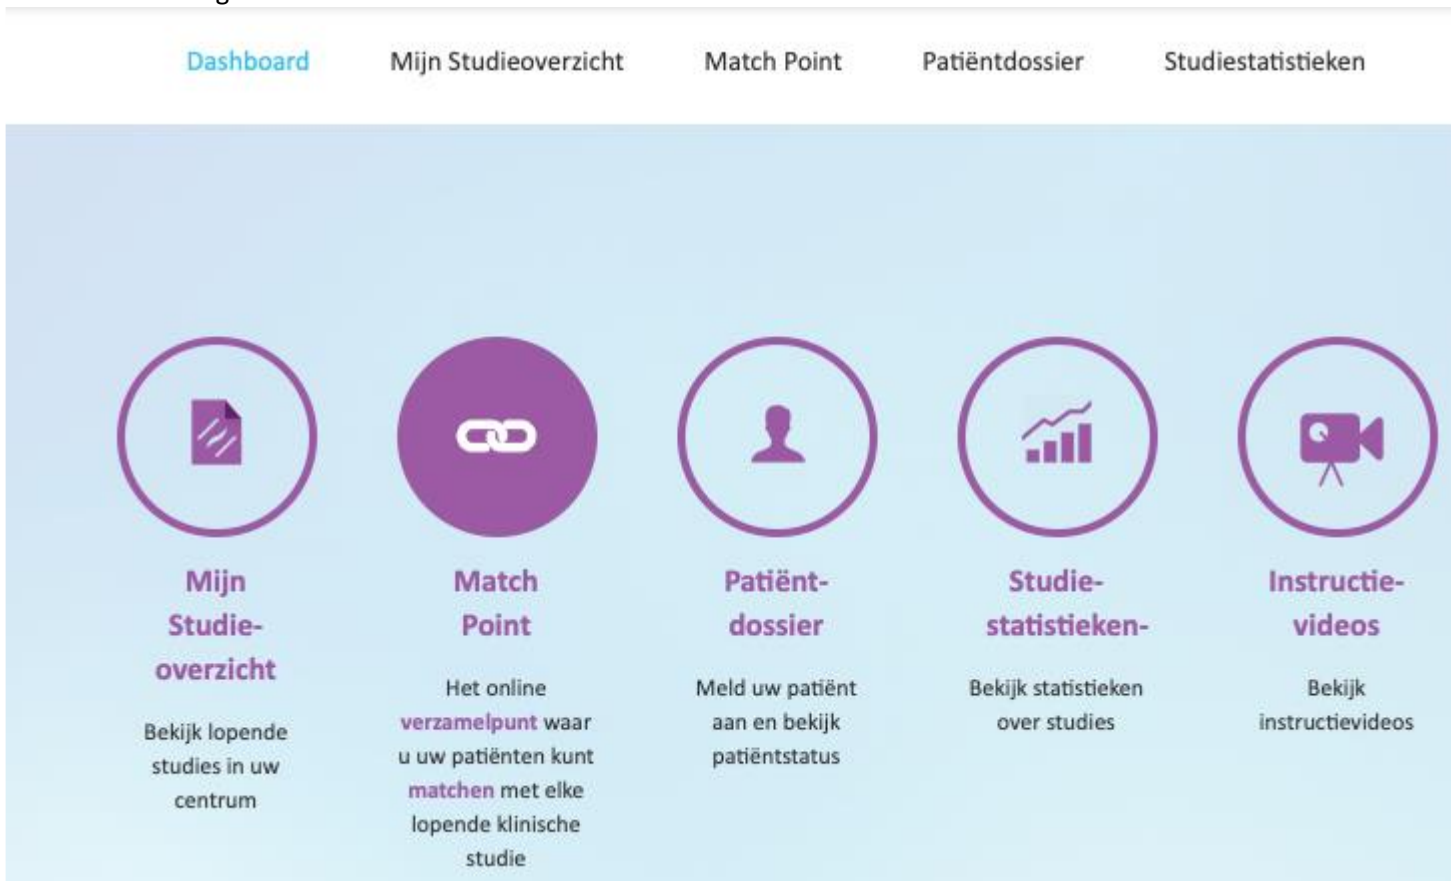 Dashboard Mijn Studieoverzicht Match Point Patiëntdossier Studiestatistieken
Mijn
Studie-
overzicht
Bekijk lopende
studies in uw
centrum
Match
Point
Het online
verzamelpunt waar
u uw patiënten kunt
matchen met elke
lopende klinische
studie
Patiënt-
dossier
Meld uw patiënt
aan en bekijk
patiëntstatus
Studie-
statistieken-
Bekijk statistieken
over studies
Instructie-
videos
Bekijk
instructievideos